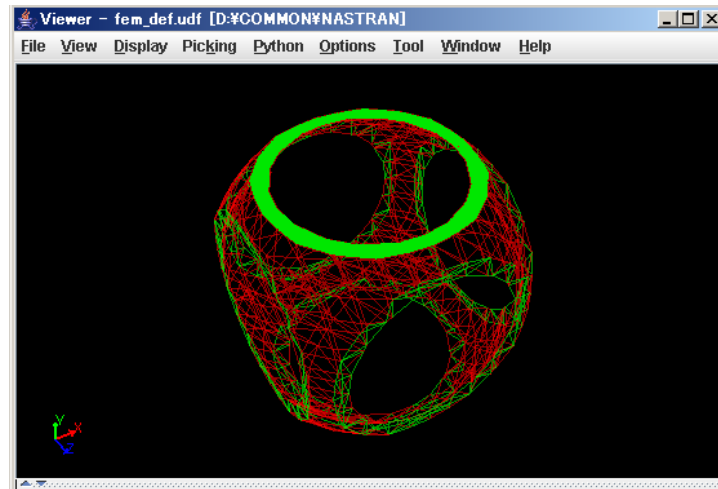 Viewer - fem_def.udf [D:¥COMMON¥NASTRAN]
File View Display Picking Python Options Tool Window Help
Y
X
Z